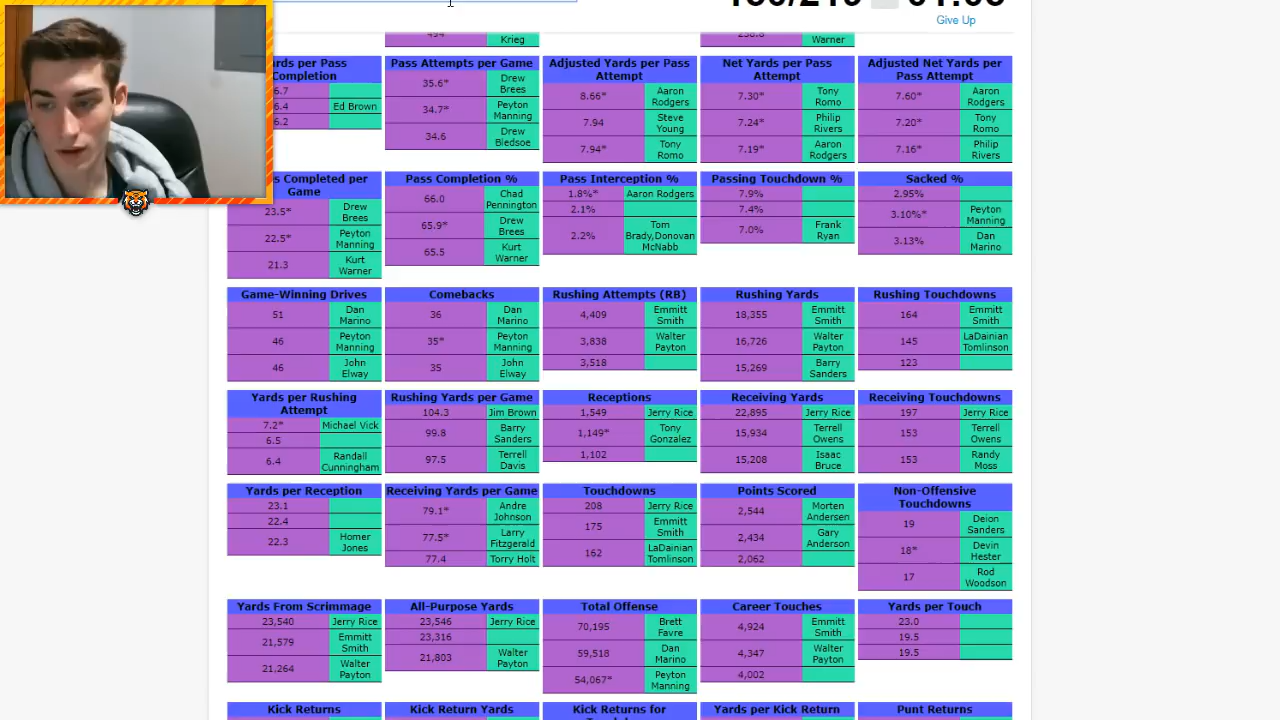 Give Up
494 Krieg
Warner
Completion
6.7
6.4 Ed Brown
6.2
Pass Attempts per Game
35.6* Drew Brees
34.7* Peyton Manning
34.6 Drew Bledsoe
Adjusted Yards per Pass Attempt
8.66* Aaron Rodgers
7.94 Steve Young
7.94* Tony Romo
Net Yards per Pass Attempt
7.30* Tony Romo
7.24* Philip Rivers
7.19* Aaron Rodgers
Adjusted Net Yards per Pass Attempt
7.60* Aaron Rodgers
7.20* Tony Romo
7.16* Philip Rivers
Completed per Game
23.5* Drew Brees
22.5* Peyton Manning
21.3 Kurt Warner
Pass Completion %
66.0 Chad Pennington
65.9* Drew Brees
65.5 Kurt Warner
Pass Interception %
1.8%* Aaron Rodgers
2.1%
2.2% Tom Brady,Donovan McNabb
Passing Touchdown %
7.9%
7.4%
7.0% Frank Ryan
Sacked %
2.95%
3.10%* Peyton Manning
3.13% Dan Marino
Game-Winning Drives
51 Dan Marino
46 Peyton Manning
46 John Elway
Comebacks
36 Dan Marino
35* Peyton Manning
35 John Elway
Rushing Attempts (RB)
4,409 Emmitt Smith
3,838 Walter Payton
3,518
Rushing Yards
18,355 Emmitt Smith
16,726 Walter Payton
15,269 Barry Sanders
Rushing Touchdowns
164 Emmitt Smith
145 LaDainian Tomlinson
123
Yards per Rushing Attempt
7.2* Michael Vick
6.5
6.4 Randall Cunningham
Rushing Yards per Game
104.3 Jim Brown
99.8 Barry Sanders
97.5 Terrell Davis
Receptions
1,549 Jerry Rice
1,149* Tony Gonzalez
1,102
Receiving Yards
22,895 Jerry Rice
15,934 Terrell Owens
15,208 Isaac Bruce
Receiving Touchdowns
197 Jerry Rice
153 Terrell Owens
153 Randy Moss
Yards per Reception
23.1
22.4
22.3 Homer Jones
Receiving Yards per Game
79.1* Andre Johnson
77.5* Larry Fitzgerald
77.4 Torry Holt
Touchdowns
208 Jerry Rice
175 Emmitt Smith
162 LaDainian Tomlinson
Points Scored
2,544 Morten Andersen
2,434 Gary Anderson
2,062
Non-Offensive Touchdowns
19 Deion Sanders
18* Devin Hester
17 Rod Woodson
Yards From Scrimmage
23,540 Jerry Rice
21,579 Emmitt Smith
21,264 Walter Payton
All-Purpose Yards
23,546 Jerry Rice
23,316
21,803 Walter Payton
Total Offense
70,195 Brett Favre
59,518 Dan Marino
54,067* Peyton Manning
Career Touches
4,924 Emmitt Smith
4,347 Walter Payton
4,002
Yards per Touch
23.0
19.5
19.5
Kick Returns
Kick Return Yards
Kick Returns for
Yards per Kick Return
Punt Returns